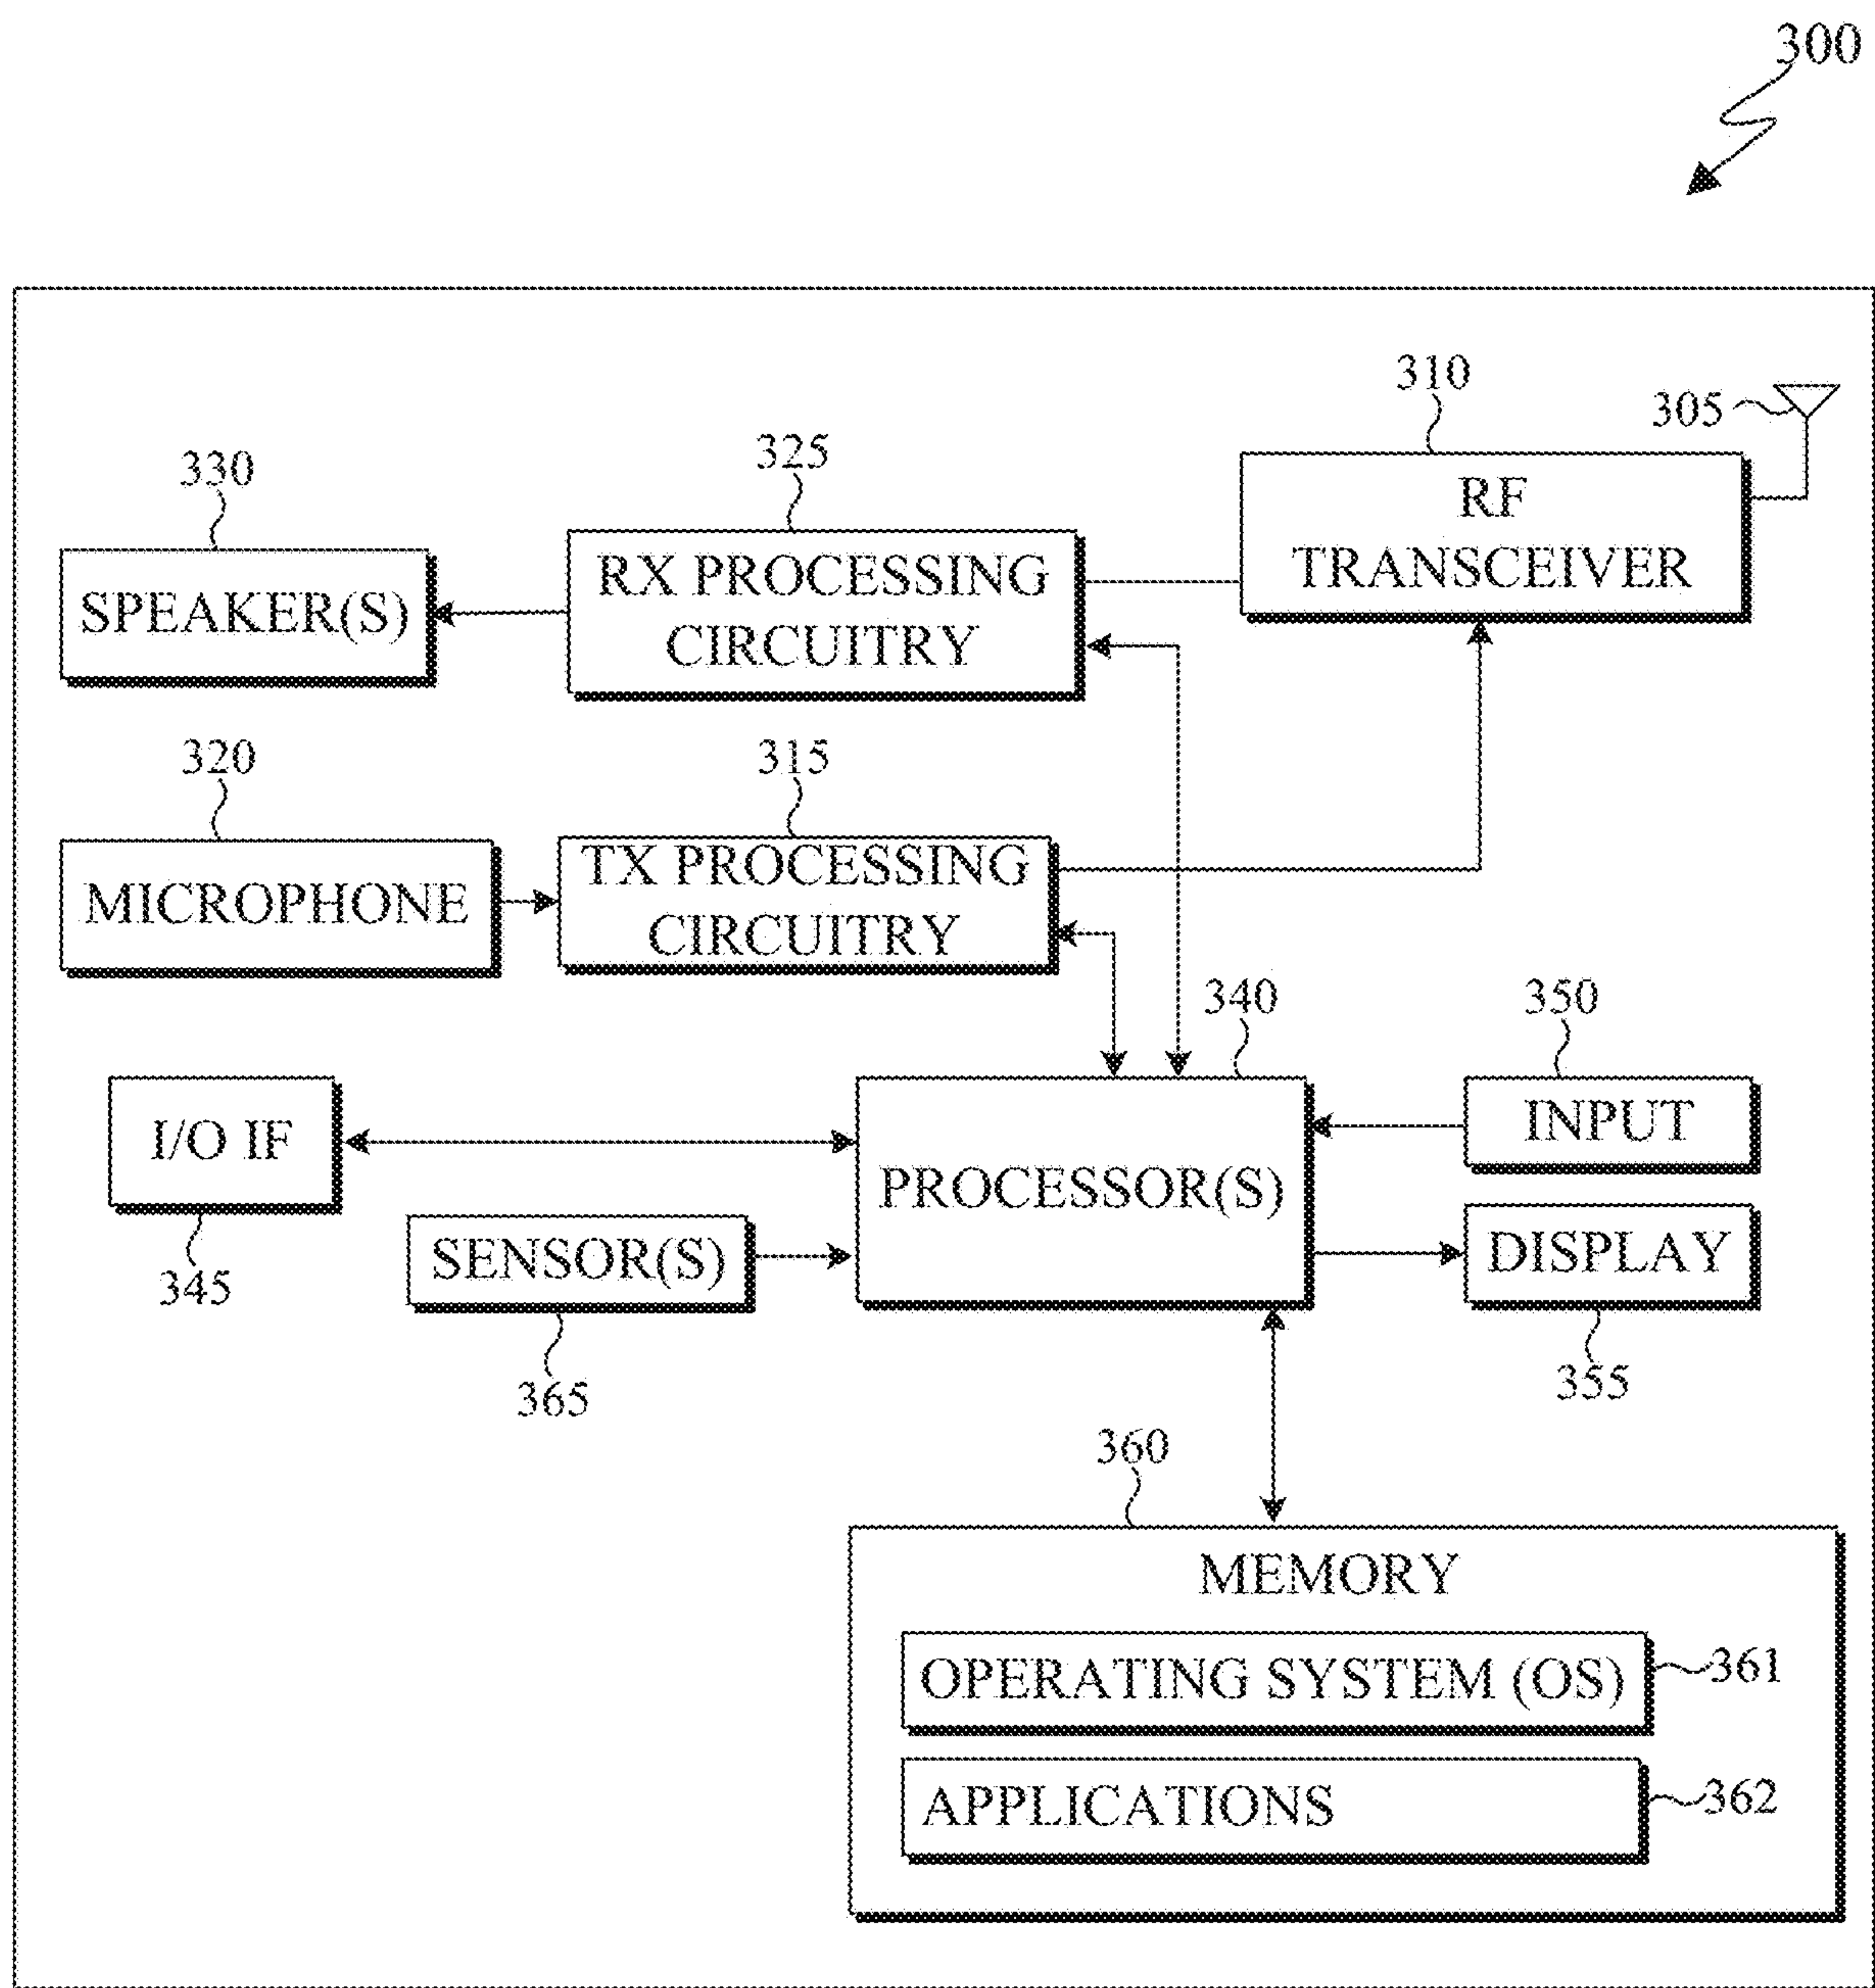 300
310
305
325
330
RF
TRANSCEIVER
RX PROCESSING
CIRCUITRY
SPEAKER(S)
320
315
MICROPHONE
TX PROCESSING
CIRCUITRY
340
350
I/O IF
INPUT
PROCESSOR(S)
SENSOR(S)
DISPLAY
345
365
355
360
MEMORY
OPERATING SYSTEM (OS)
361
APPLICATIONS
362